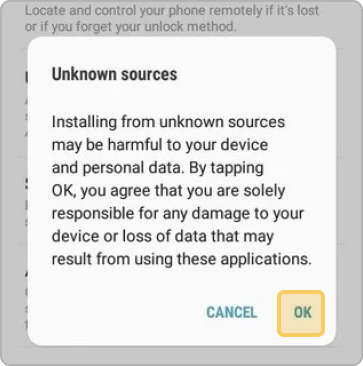 Locate and control your phone remotely if it's lost
or if you forget your unlock method.
Unknown sources
Installing from unknown sources
may be harmful to your device
and personal data. By tapping
OK, you agree that you are solely
responsible for any damage to your
device or loss of data that may
result from using these applications.
CANCEL OK